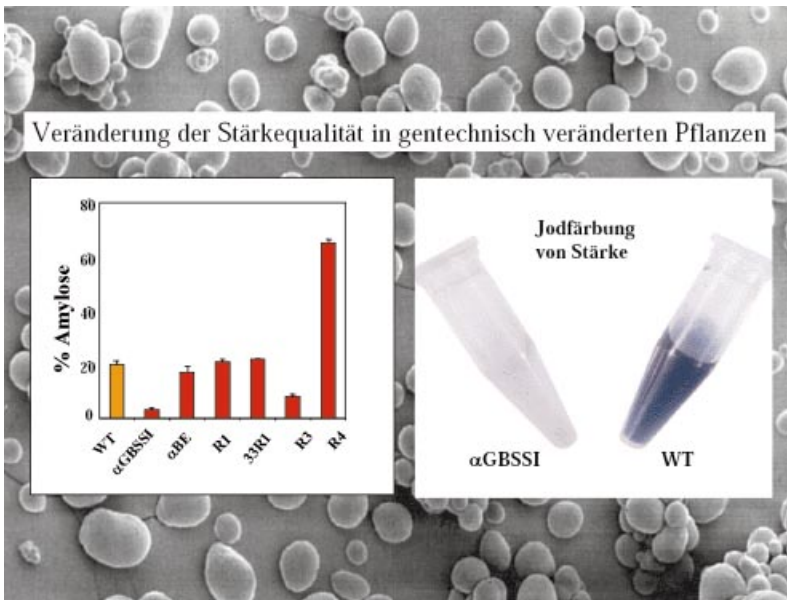 Veränderung der Stärkequalität in gentechnisch veränderten Pflanzen
80
60
40
20
0
% Amylose
WT
αGBSSI
αBE
R1
33R1
R3
R4
Jodfärbung
von Stärke
αGBSSI
WT